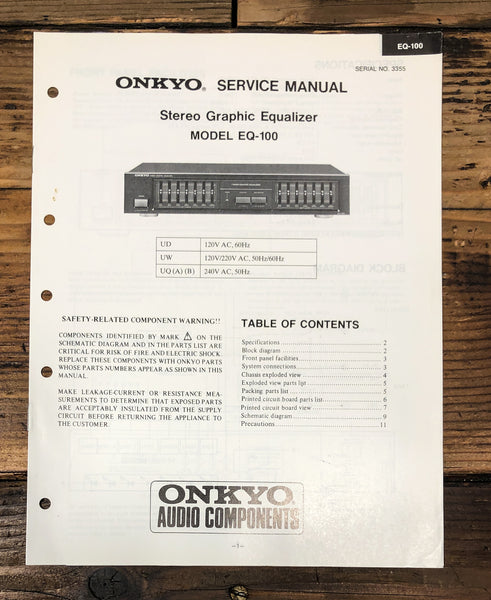 EQ-100
SERIAL NO. 3355
ONKYO® SERVICE MANUAL
Stereo Graphic Equalizer
MODEL EQ-100
ONKYO
UD 120V AC, 60Hz
UW 120V/220V AC, 50Hz/60Hz
UQ (A) (B) 240V AC, 50Hz
SAFETY-RELATED COMPONENT WARNING!!
COMPONENTS IDENTIFIED BY MARK ⚠ ON THE
SCHEMATIC DIAGRAM AND IN THE PARTS LIST ARE
CRITICAL FOR RISK OF FIRE AND ELECTRIC SHOCK.
REPLACE THESE COMPONENTS WITH ONKYO PARTS
WHOSE PARTS NUMBERS APPEAR AS SHOWN IN THIS
MANUAL.
MAKE LEAKAGE-CURRENT OR RESISTANCE MEA-
SUREMENTS TO DETERMINE THAT EXPOSED PARTS
ARE ACCEPTABLY INSULATED FROM THE SUPPLY
CIRCUIT BEFORE RETURNING THE APPLIANCE TO
THE CUSTOMER.
TABLE OF CONTENTS
Specifications 2
Block diagram 2
Front panel facilities 3
System connections 3
Chassis exploded view 4
Exploded view parts list 5
Packing parts list 5
Printed circuit board parts list 6
Printed circuit board view 7
Schematic diagram 9
Precautions 11
ONKYO®
AUDIO COMPONENTS
–1–